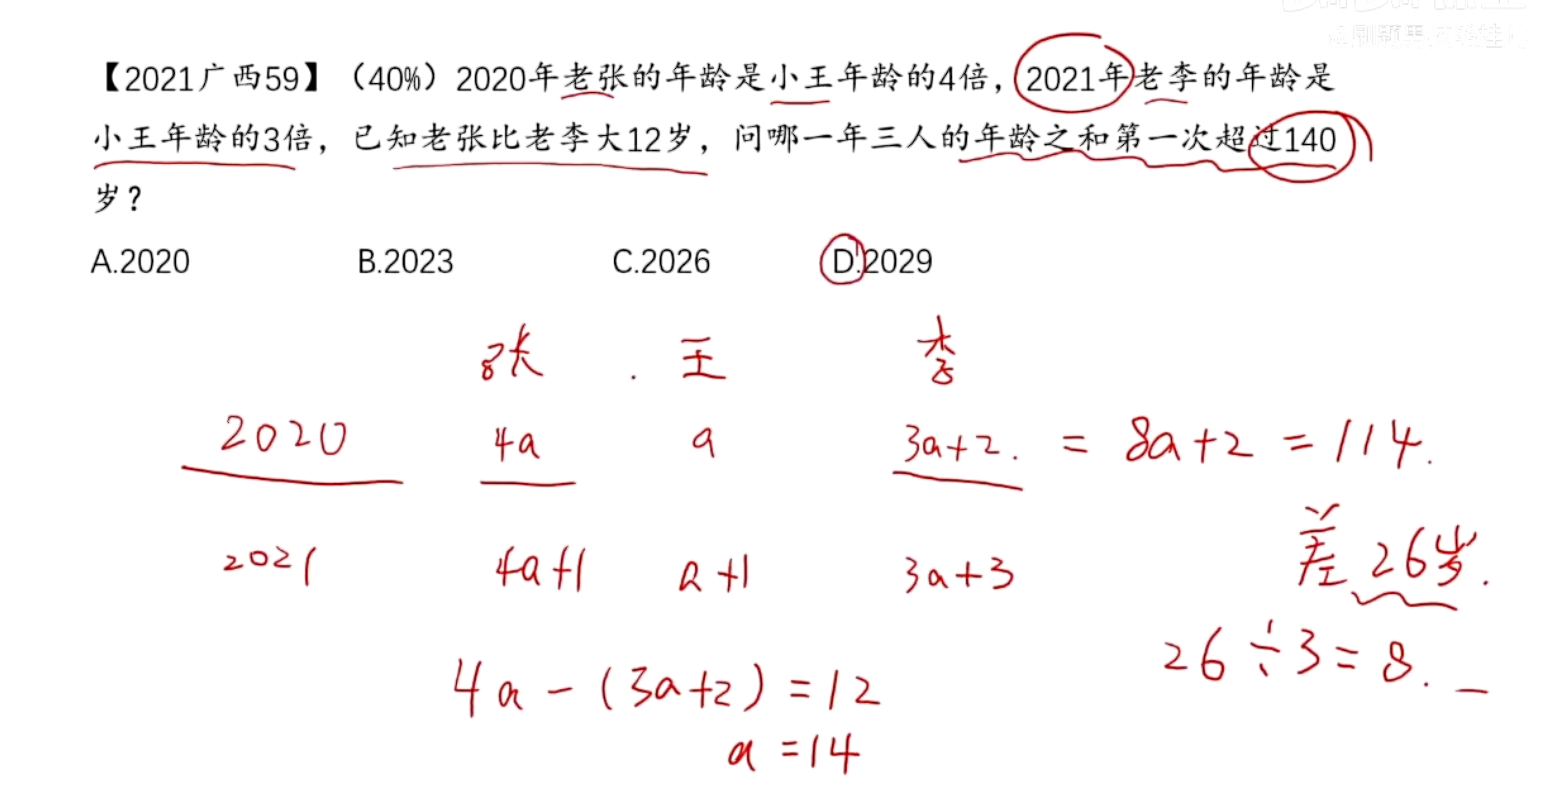 【2021广西59】（40%）2020年老张的年龄是小王年龄的4倍，2021年老李的年龄是
小王年龄的3倍，已知老张比老李大12岁，问哪一年三人的年龄之和第一次超过140
岁？
A.2020 B.2023 C.2026 D.2029
张 . 王 李
2020 4a a 3a+2. = 8a+2 = 114.
2021 4a+1 a+1 3a+3
差26岁.
26÷3=8.
4a-(3a+2)=12
a=14